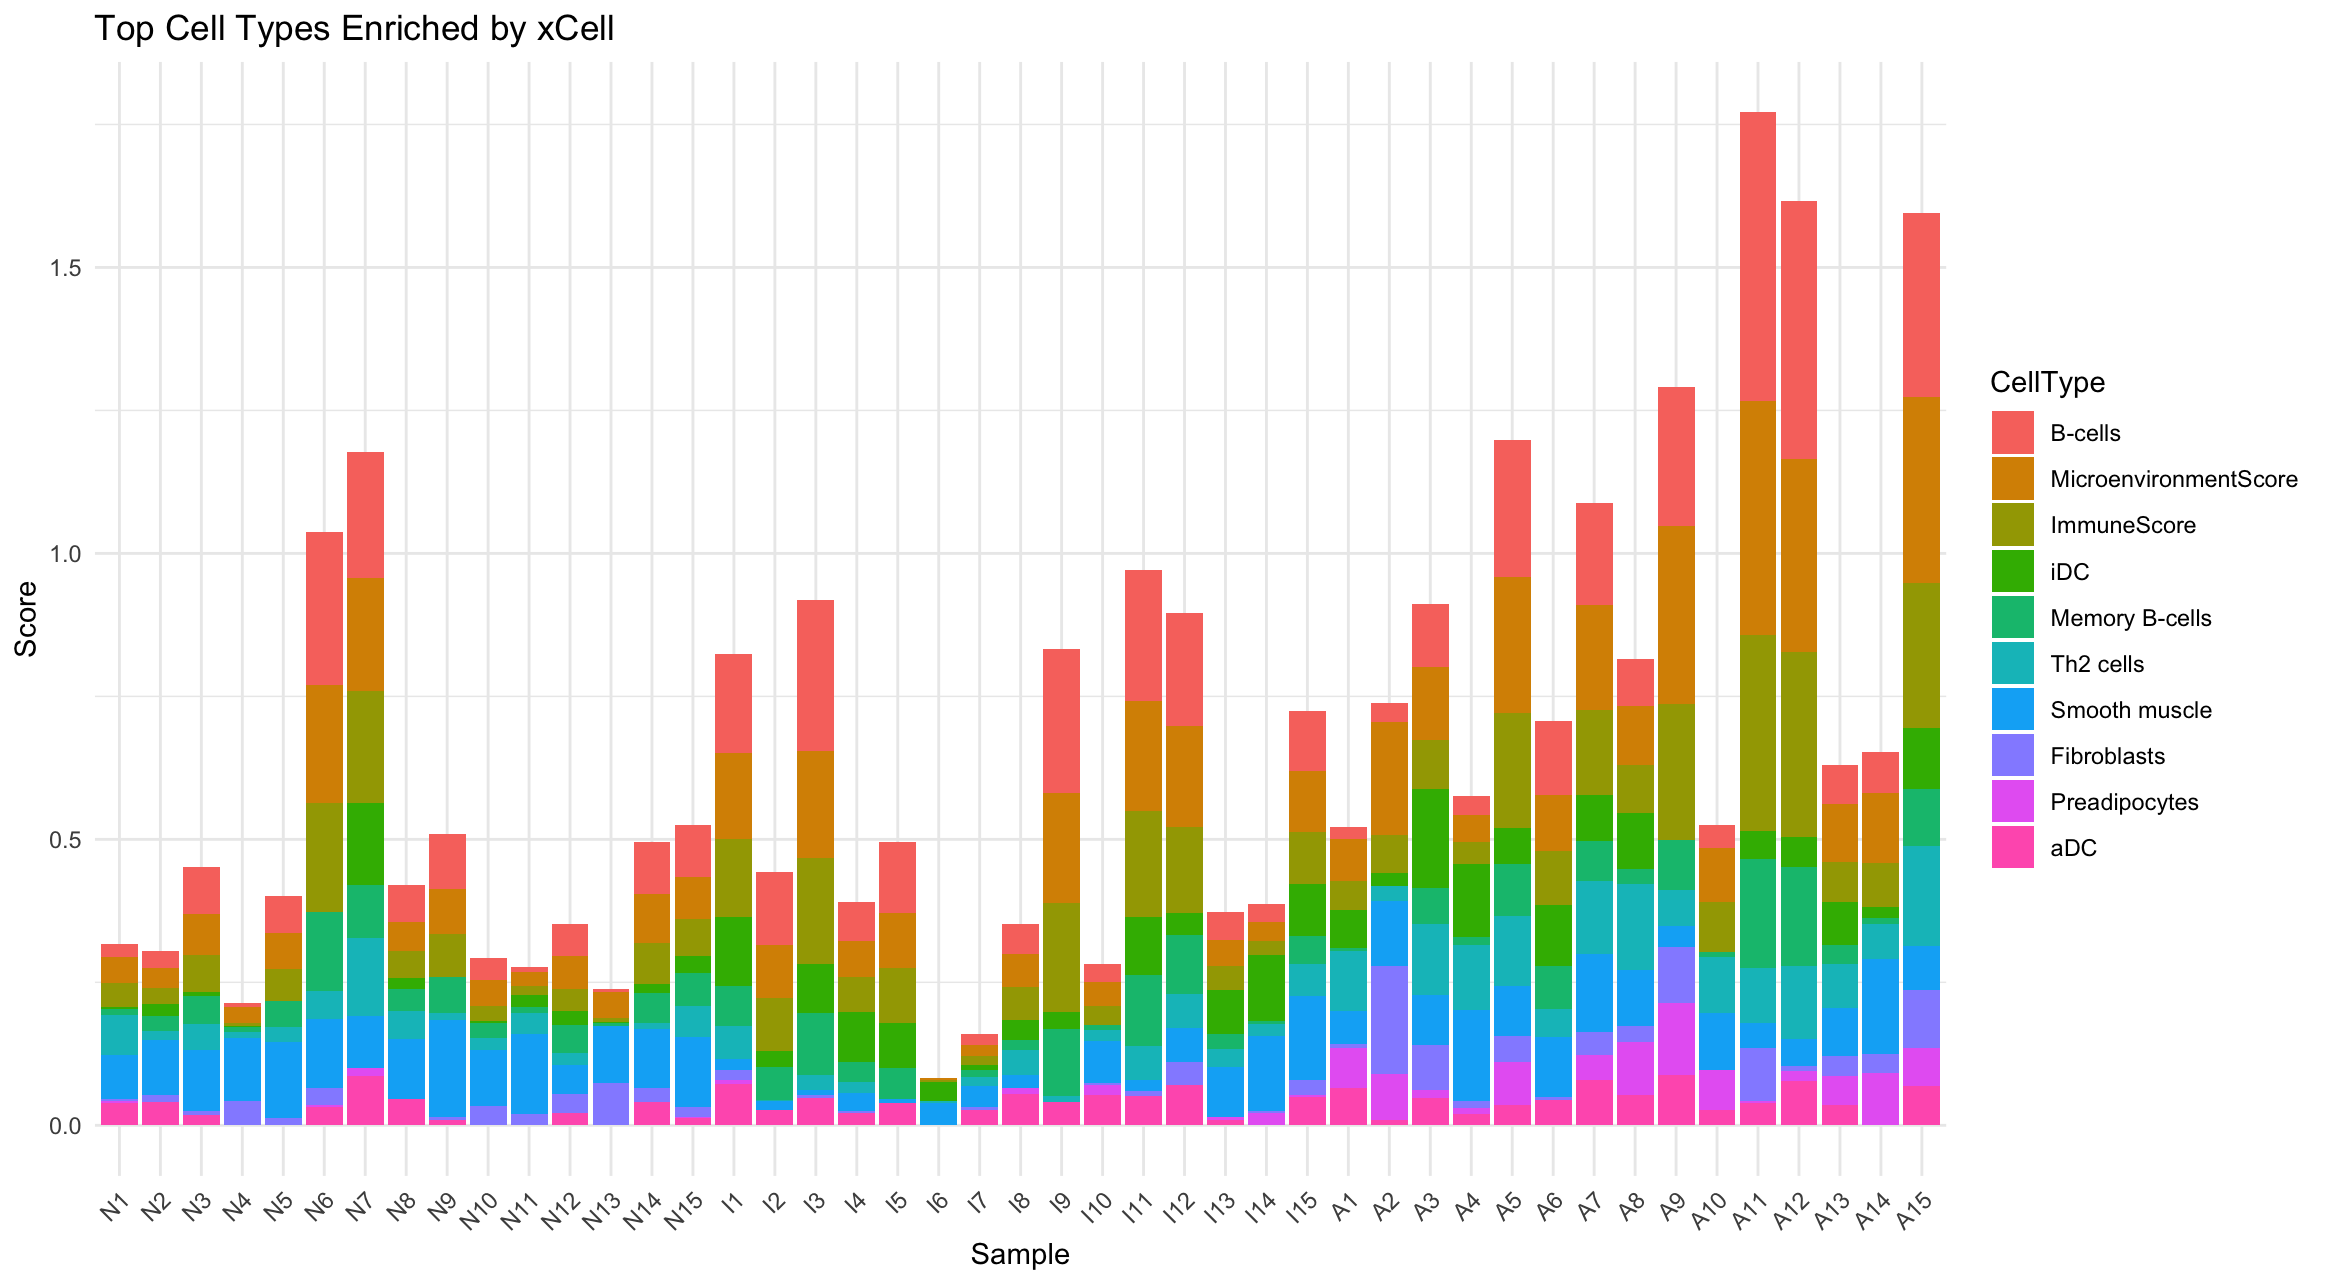 Top Cell Types Enriched by xCell
Score
1.5
1.0
0.5
0.0
N1 N2 N3 N4 N5 N6 N7 N8 N9 N10 N11 N12 N13 N14 N15 I1 I2 I3 I4 I5 I6 I7 I8 I9 I10 I11 I12 I13 I14 I15 A1 A2 A3 A4 A5 A6 A7 A8 A9 A10 A11 A12 A13 A14 A15
Sample
CellType
B-cells
MicroenvironmentScore
ImmuneScore
iDC
Memory B-cells
Th2 cells
Smooth muscle
Fibroblasts
Preadipocytes
aDC